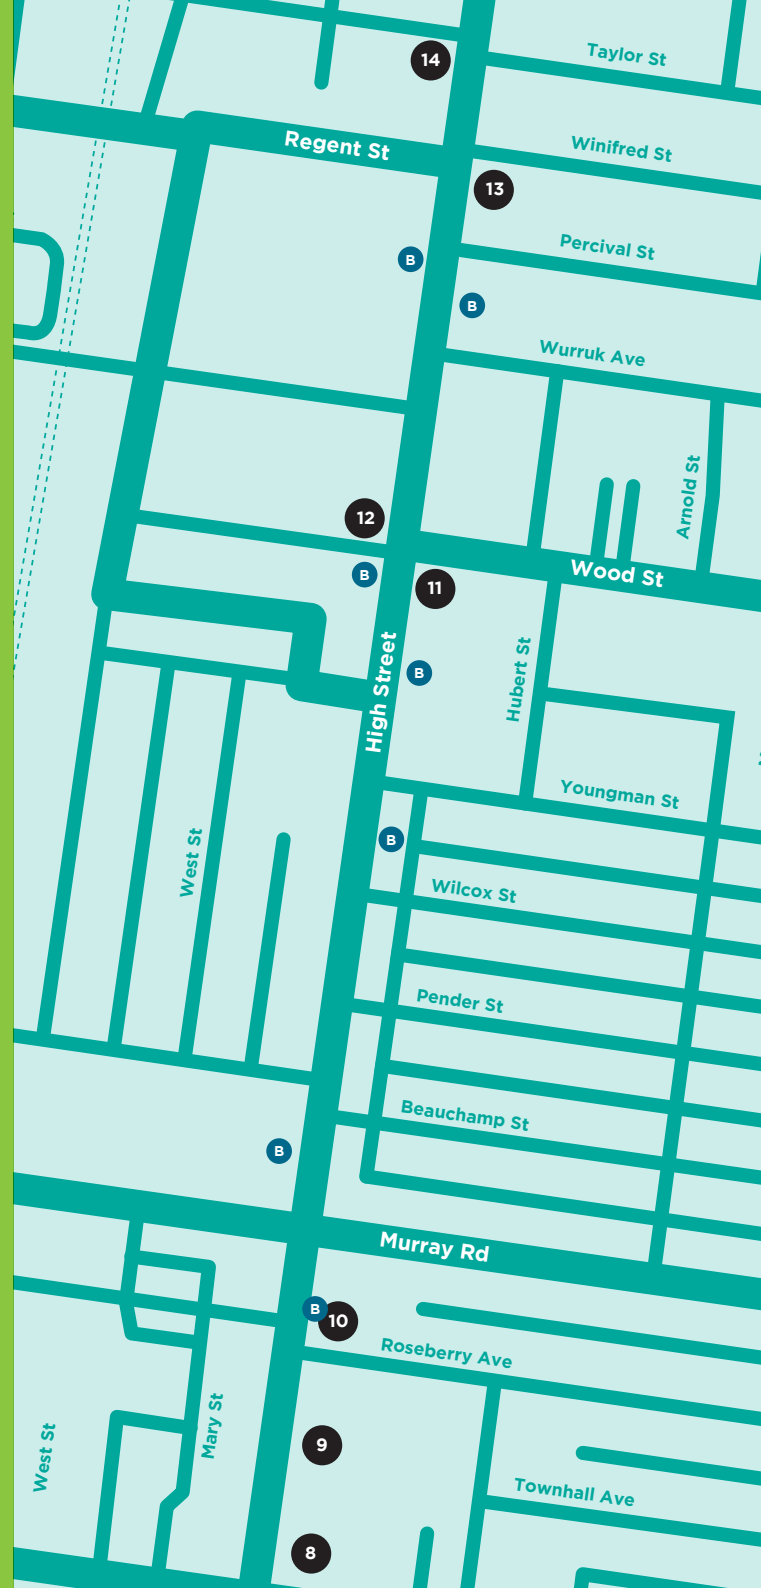 Taylor St
14
Regent St
Winifred St
13
Percival St
B
B
Wurruk Ave
Arnold St
12
Wood St
B
11
High Street
Hubert St
B
Youngman St
B
West St
Wilcox St
Pender St
Beauchamp St
B
Murray Rd
B
10
Roseberry Ave
Mary St
West St
9
Townhall Ave
8